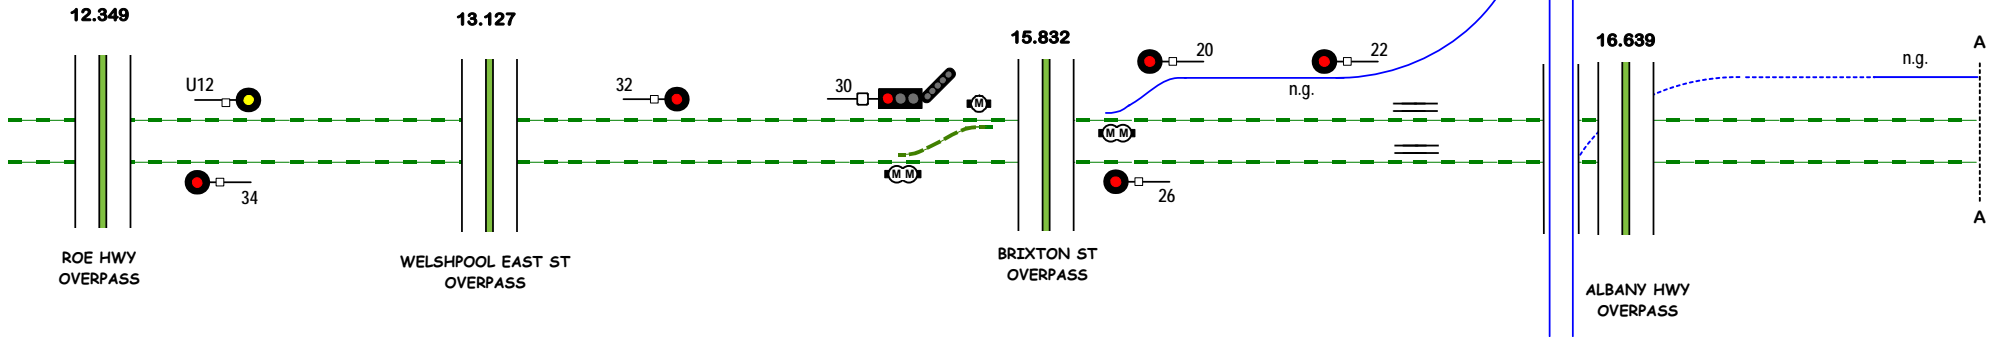 12.349
13.127
15.832
16.639
U12
32
30
20
22
n.g.
n.g.
A
M
M M
M M
34
26
A
ROE HWY
OVERPASS
WELSHPOOL EAST ST
OVERPASS
BRIXTON ST
OVERPASS
ALBANY HWY
OVERPASS